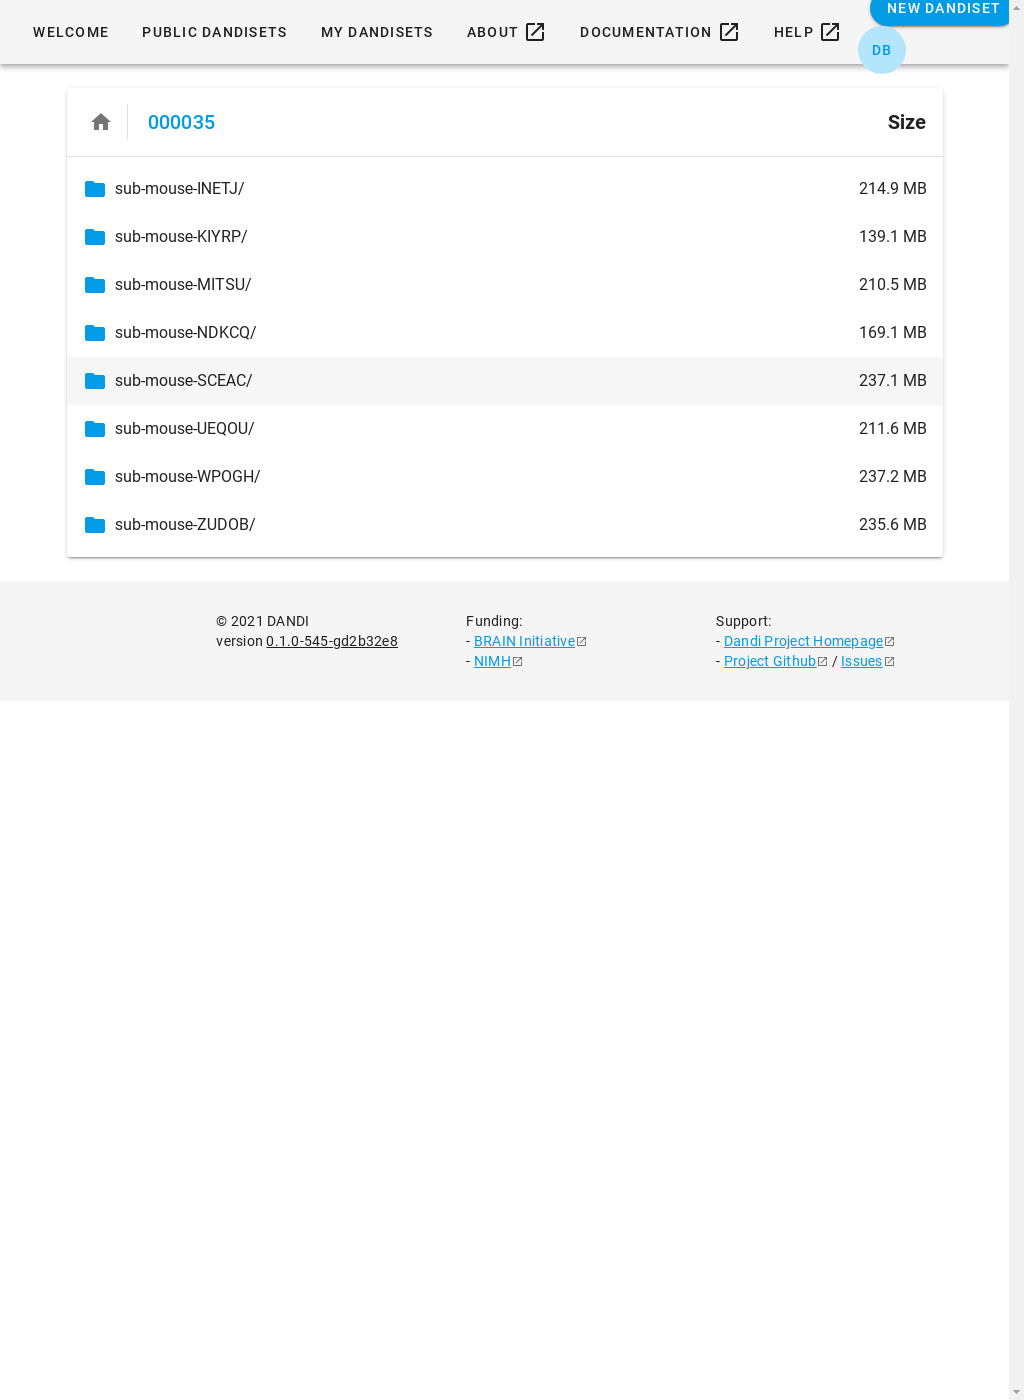 NEW DANDISET
WELCOME PUBLIC DANDISETS MY DANDISETS ABOUT DOCUMENTATION HELP
DB
000035 Size
sub-mouse-INETJ/ 214.9 MB
sub-mouse-KIYRP/ 139.1 MB
sub-mouse-MITSU/ 210.5 MB
sub-mouse-NDKCQ/ 169.1 MB
sub-mouse-SCEAC/ 237.1 MB
sub-mouse-UEQOU/ 211.6 MB
sub-mouse-WPOGH/ 237.2 MB
sub-mouse-ZUDOB/ 235.6 MB
© 2021 DANDI
version 0.1.0-545-gd2b32e8
Funding:
- BRAIN Initiative
- NIMH
Support:
- Dandi Project Homepage
- Project Github / Issues